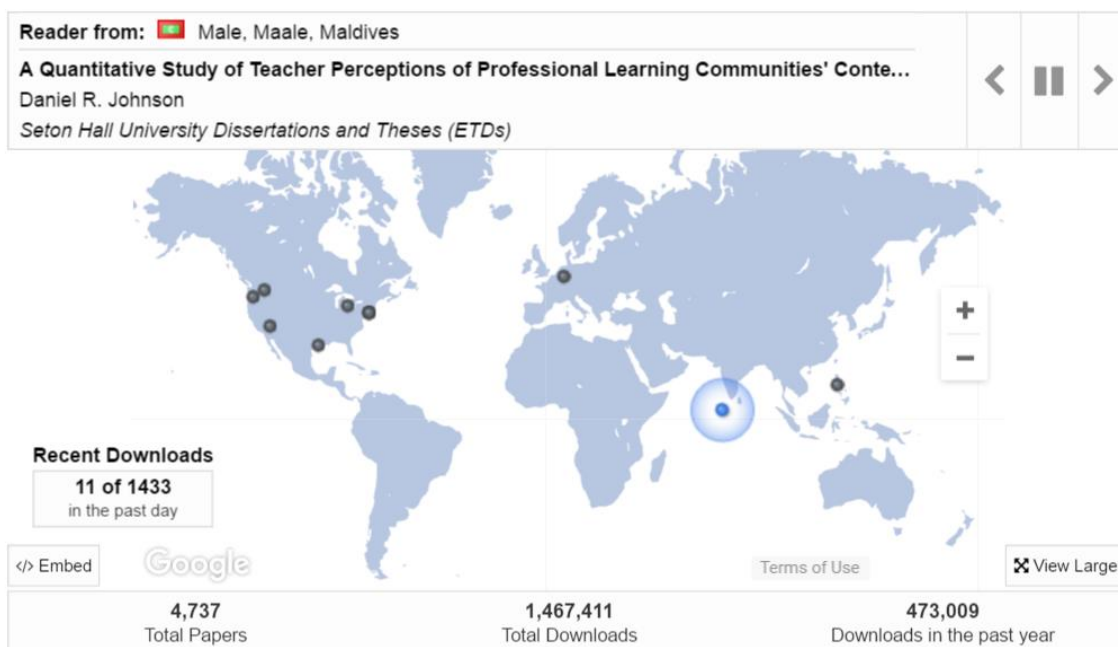 Reader from: Male, Maale, Maldives
A Quantitative Study of Teacher Perceptions of Professional Learning Communities' Conte...
Daniel R. Johnson
Seton Hall University Dissertations and Theses (ETDs)
+
−
Recent Downloads
11 of 1433
in the past day
</> Embed
Google
Terms of Use
View Large
4,737
Total Papers
1,467,411
Total Downloads
473,009
Downloads in the past year